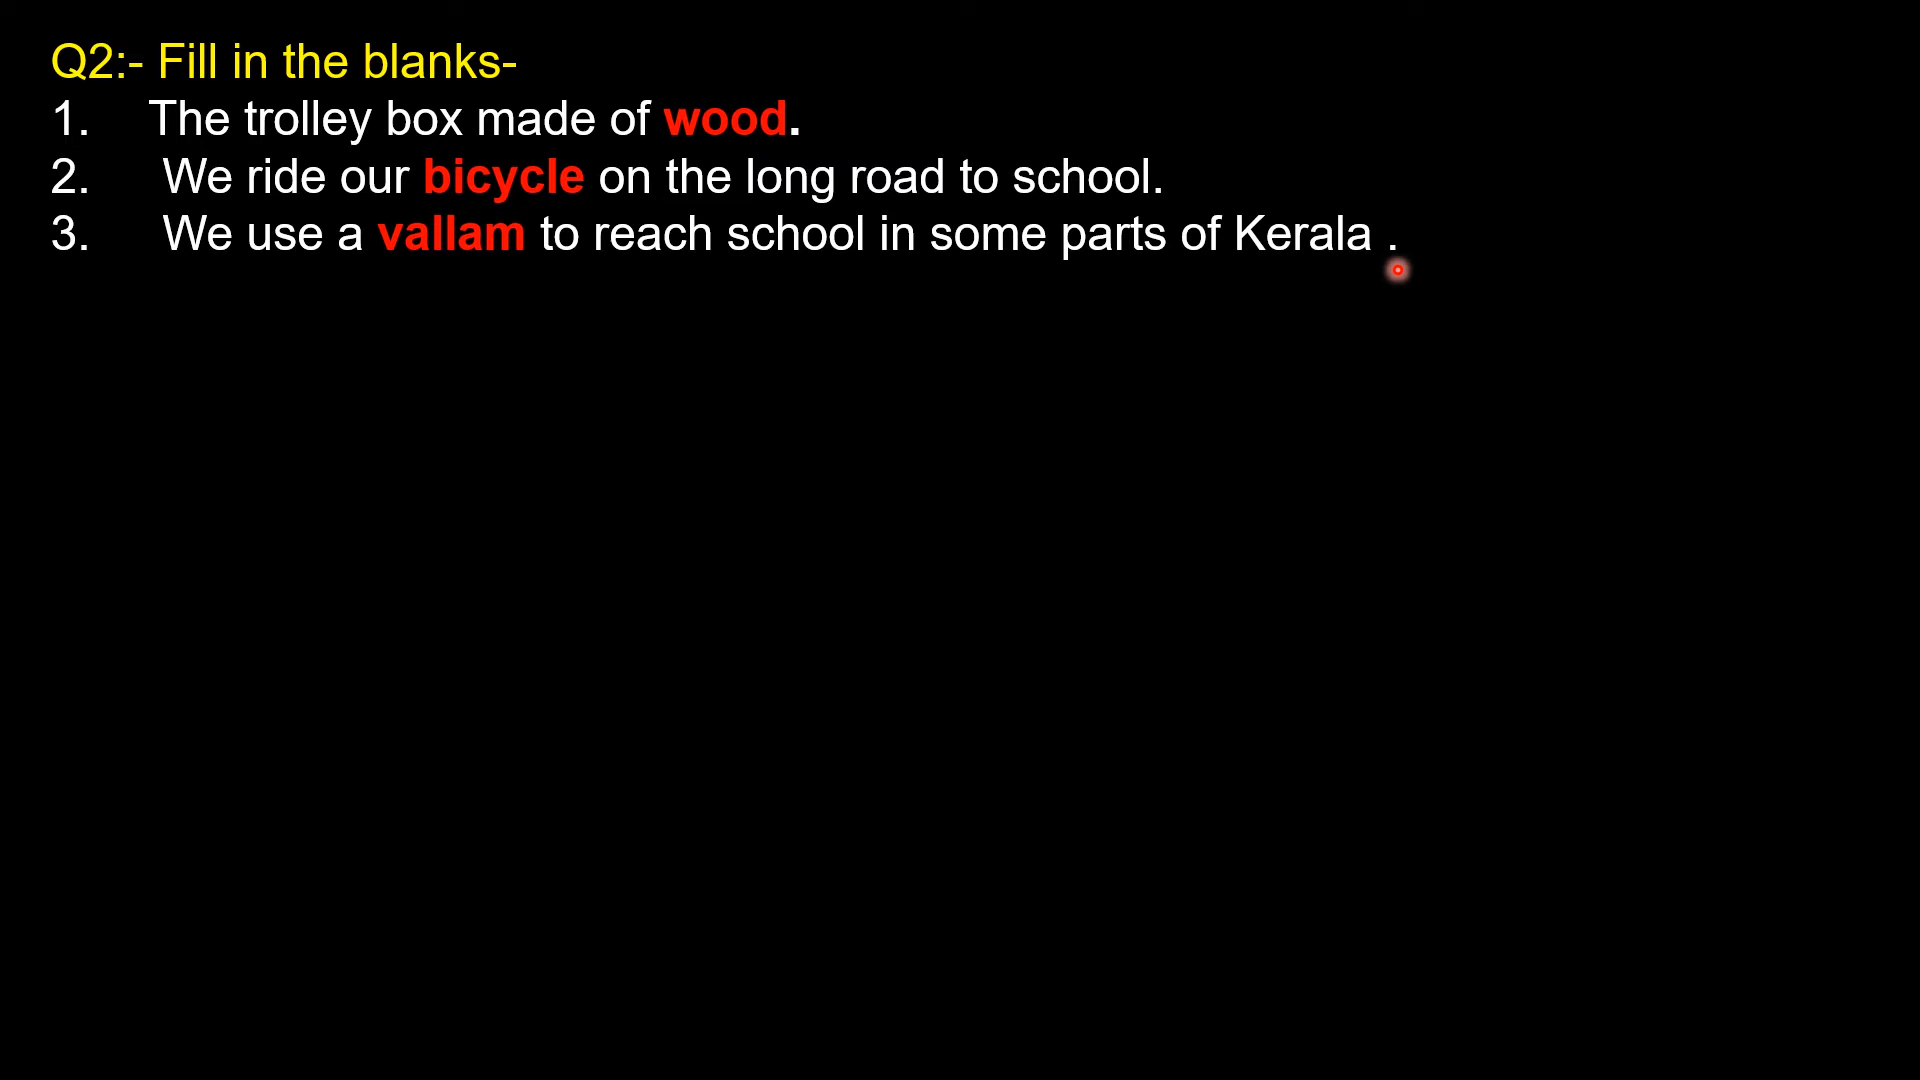 Q2:- Fill in the blanks-
1. The trolley box made of wood.
2. We ride our bicycle on the long road to school.
3. We use a vallam to reach school in some parts of Kerala .